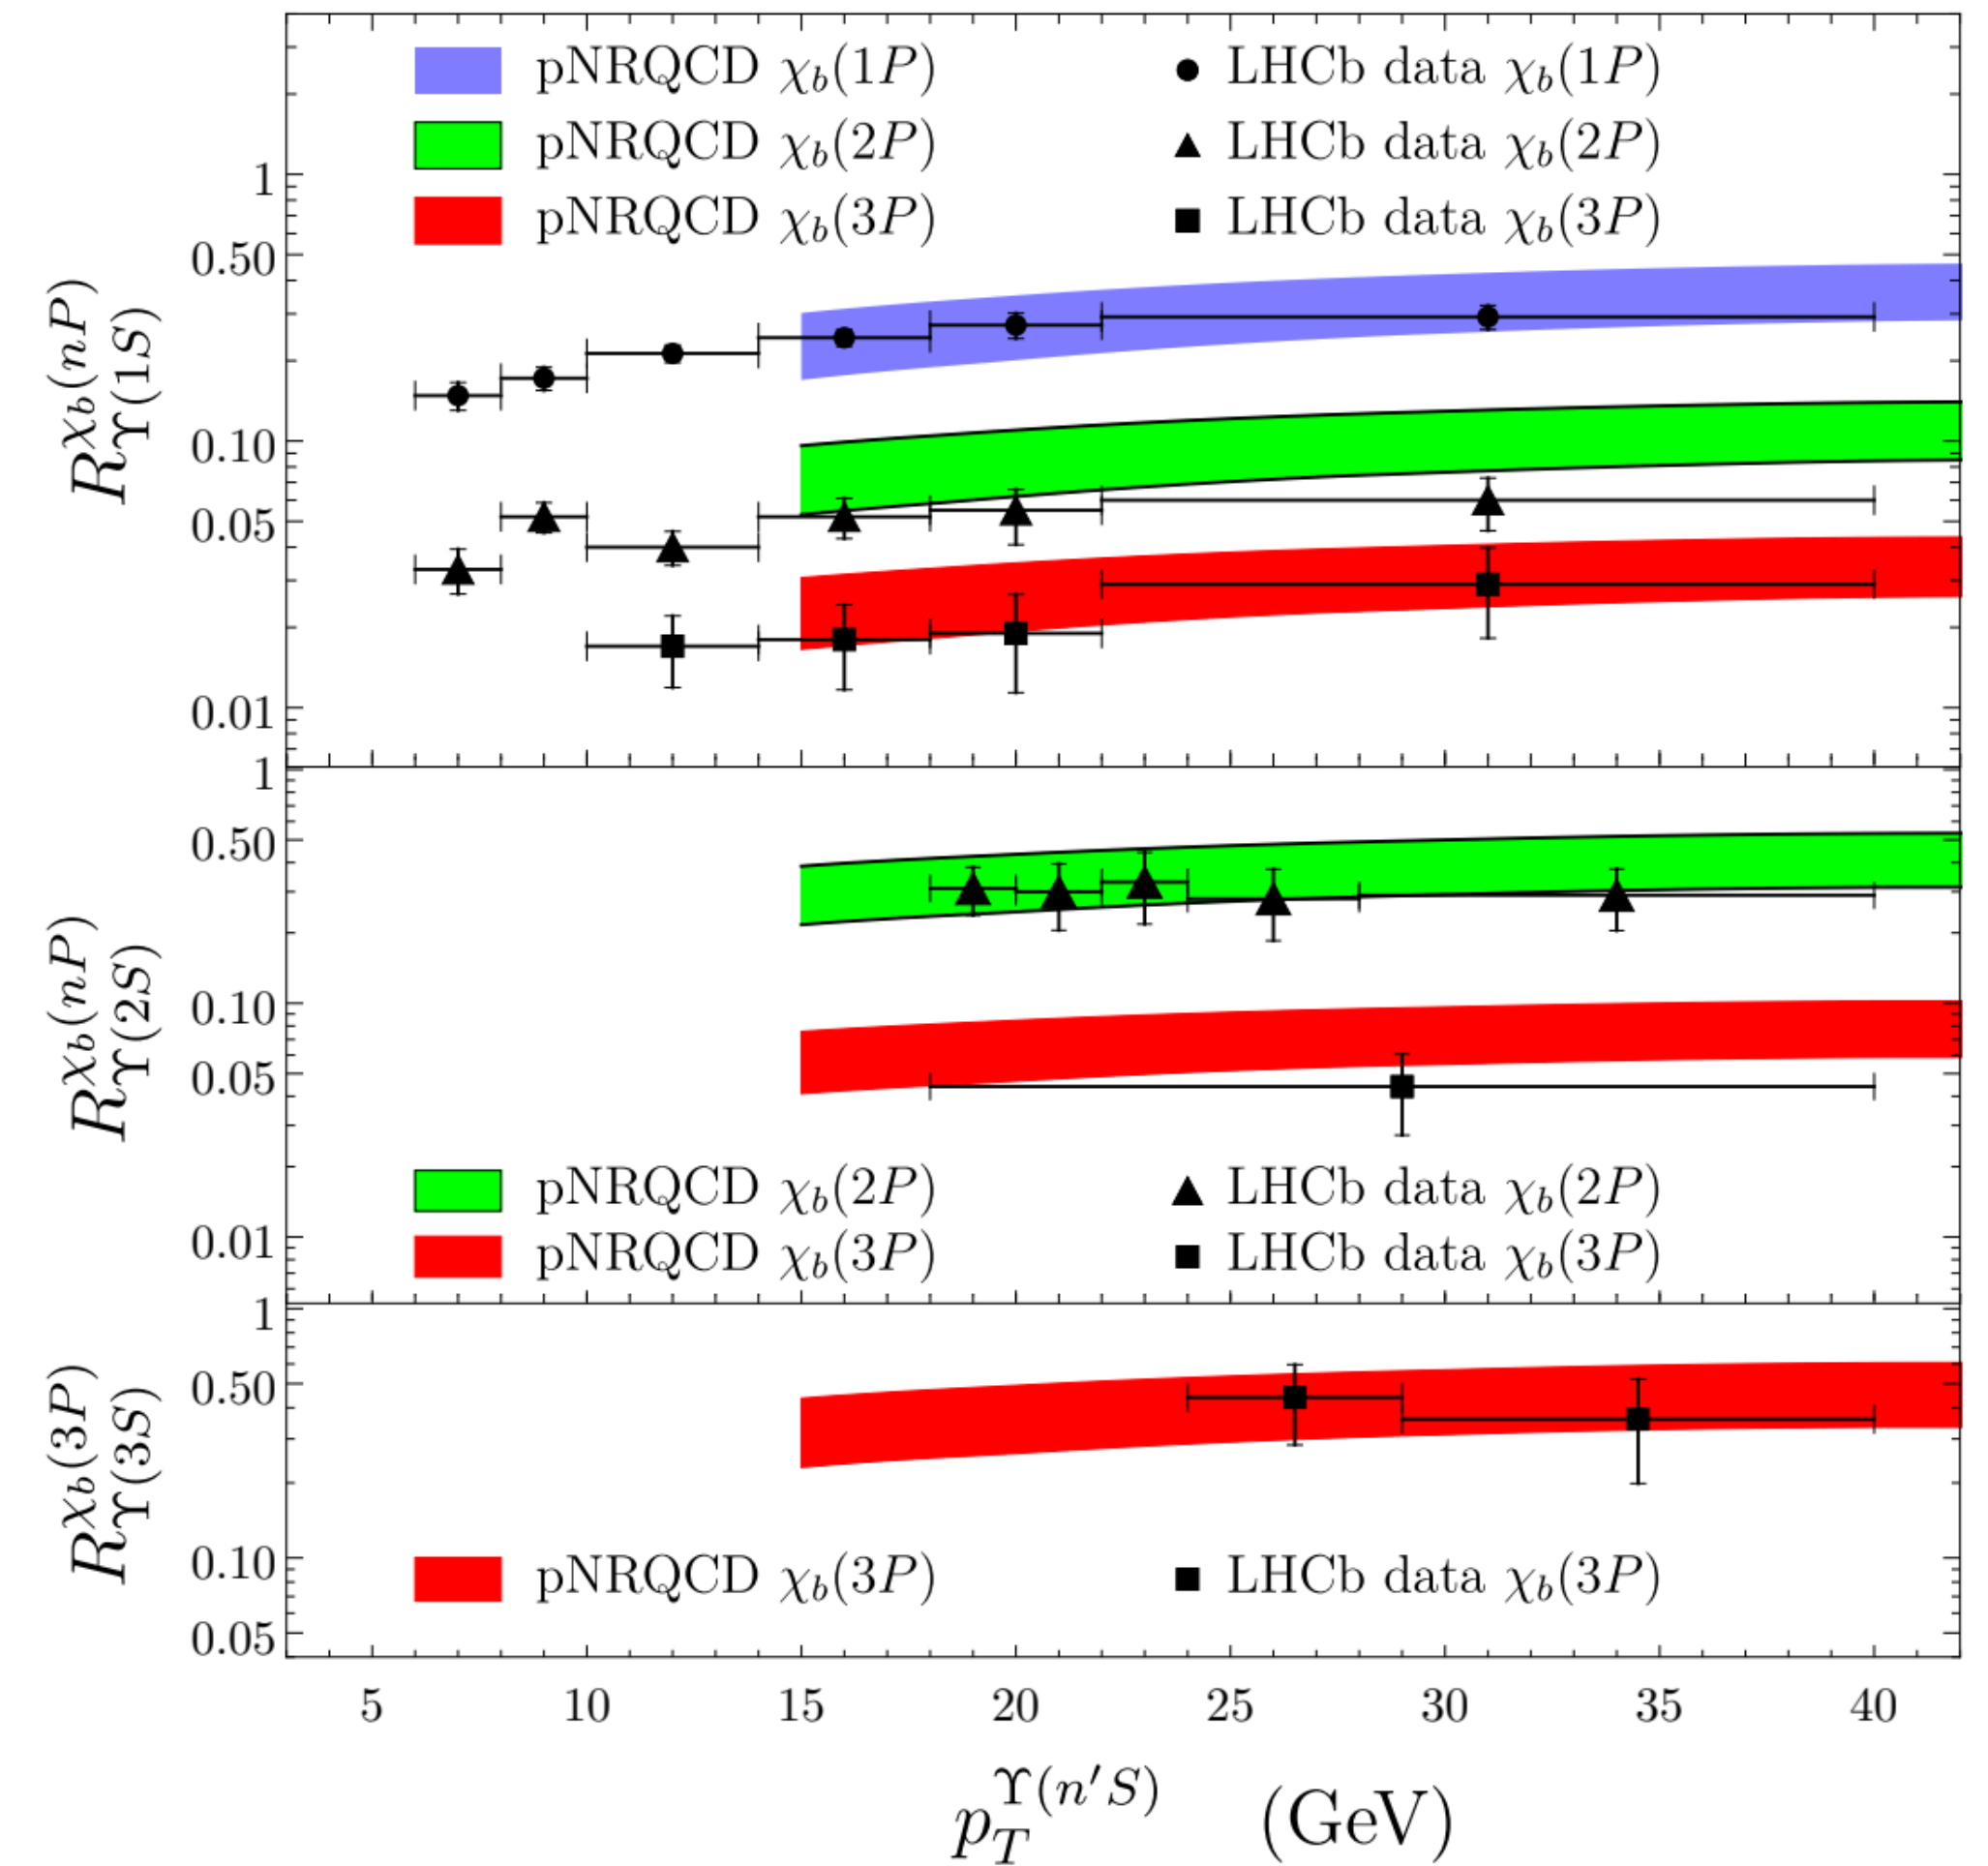 pNRQCD χb(1P) LHCb data χb(1P)
pNRQCD χb(2P) LHCb data χb(2P)
pNRQCD χb(3P) LHCb data χb(3P)
1
0.50
0.10
0.05
0.01
R^χb(nP)_Υ(1S)
1
0.50
0.10
0.05
0.01
R^χb(nP)_Υ(2S)
pNRQCD χb(2P) LHCb data χb(2P)
pNRQCD χb(3P) LHCb data χb(3P)
1
0.50
0.10
0.05
R^χb(3P)_Υ(3S)
pNRQCD χb(3P) LHCb data χb(3P)
5 10 15 20 25 30 35 40
p_T^Υ(n′S) (GeV)